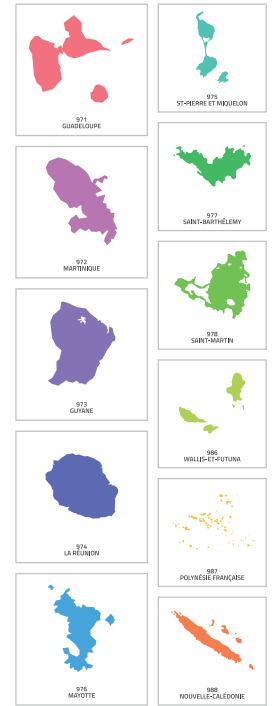 971
GUADELOUPE
972
MARTINIQUE
973
GUYANE
974
LA RÉUNION
976
MAYOTTE
975
ST-PIERRE ET MIQUELON
977
SAINT-BARTHÉLEMY
978
SAINT-MARTIN
986
WALLIS-ET-FUTUNA
987
POLYNÉSIE FRANÇAISE
988
NOUVELLE-CALÉDONIE